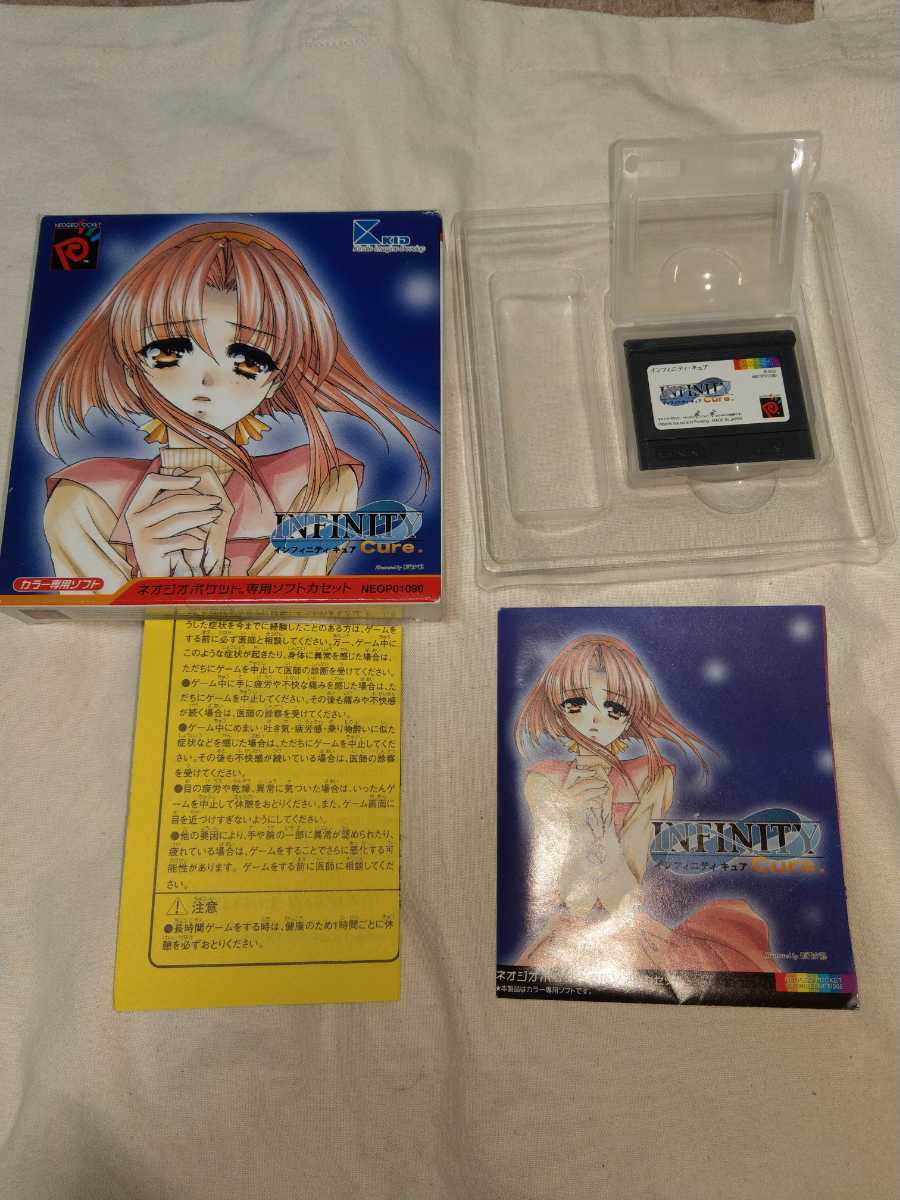 NEOGEO POCKET
KID
Kindle Imagine Develop
INFINITY
インフィニティ キュア Cure.
Illustrated by
カラー専用ソフト
ネオジオポケット専用ソフトカセット NEOP01090
インフィニティ・キュア
INFINITY
インフィニティ キュア Cure.
MADE IN JAPAN
うした症状を今までに経験したことのある方は、ゲームを
する前に必ず医師と相談してください。万一、ゲーム中に
このような症状が起きたり、身体に異常を感じた場合は、
ただちにゲームを中止して医師の診断を受けてください。
●ゲーム中に手に疲労や不快な痛みを感じた場合は、た
だちにゲームを中止してください。その後も痛みや不快感
が続く場合は、医師の診察を受けてください。
●ゲーム中にめまい・吐き気・疲労感・乗り物酔いに似た
症状などを感じた場合は、ただちにゲームを中止してくだ
さい。その後も不快感が続いている場合は、医師の診察
を受けてください。
●目の疲労や乾燥、異常に気づいた場合は、いったんゲ
ームを中止して休憩をおとりください。また、ゲーム画面に
目を近づけすぎないようにしてください。
●他の要因により、手や腕の一部に異常が認められたり、
疲れている場合は、ゲームをすることでさらに悪化する可
能性があります。ゲームをする前に医師に相談してくだ
さい。
注意
●長時間ゲームをする時は、健康のため1時間ごとに休
憩を必ずおとりください。
INFINITY
インフィニティ キュア Cure.
Illustrated by
ネオジオポケ
★本製品はカラー専用ソフトです。